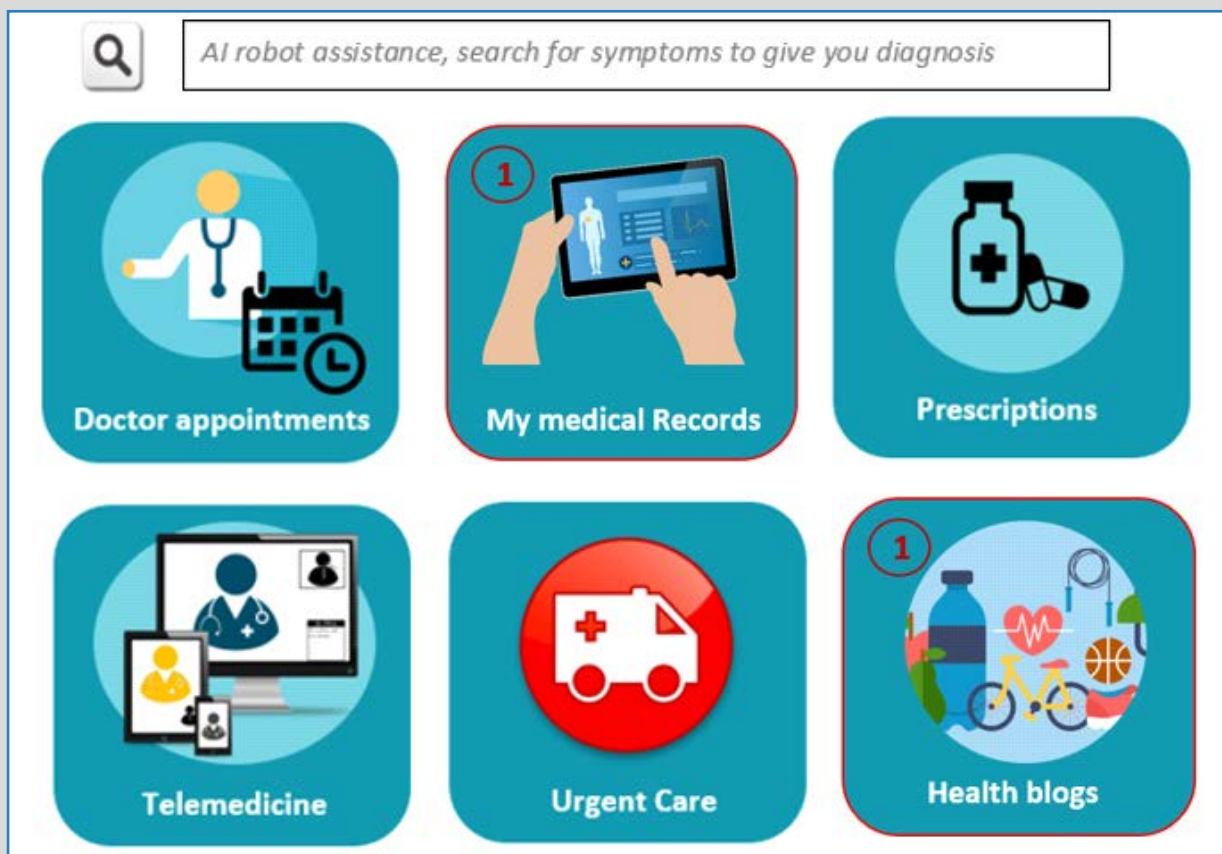 AI robot assistance, search for symptoms to give you diagnosis
1
Doctor appointments
My medical Records
Prescriptions
1
Telemedicine
Urgent Care
Health blogs